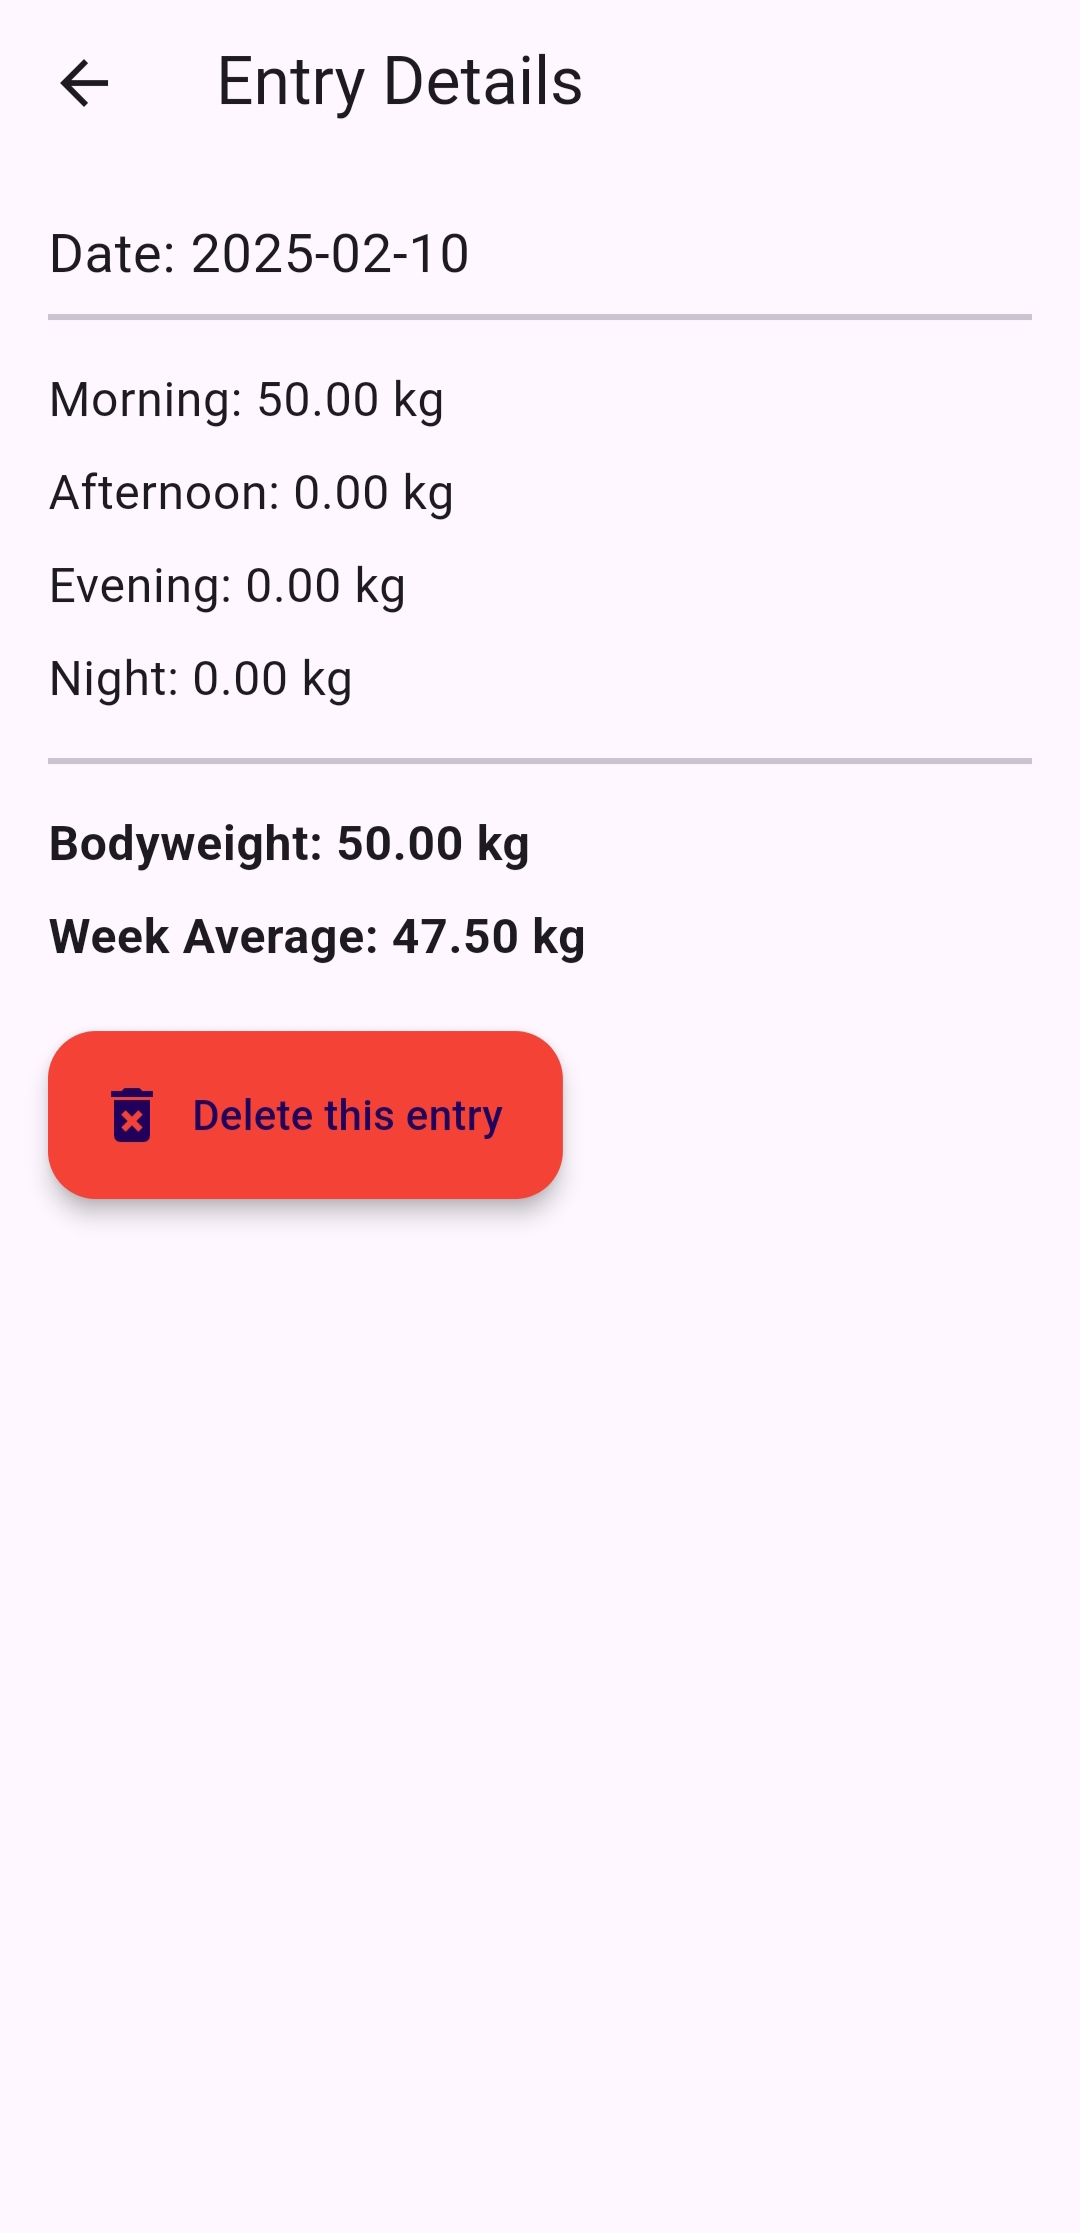 Entry Details
Date: 2025-02-10
Morning: 50.00 kg
Afternoon: 0.00 kg
Evening: 0.00 kg
Night: 0.00 kg
Bodyweight: 50.00 kg
Week Average: 47.50 kg
Delete this entry